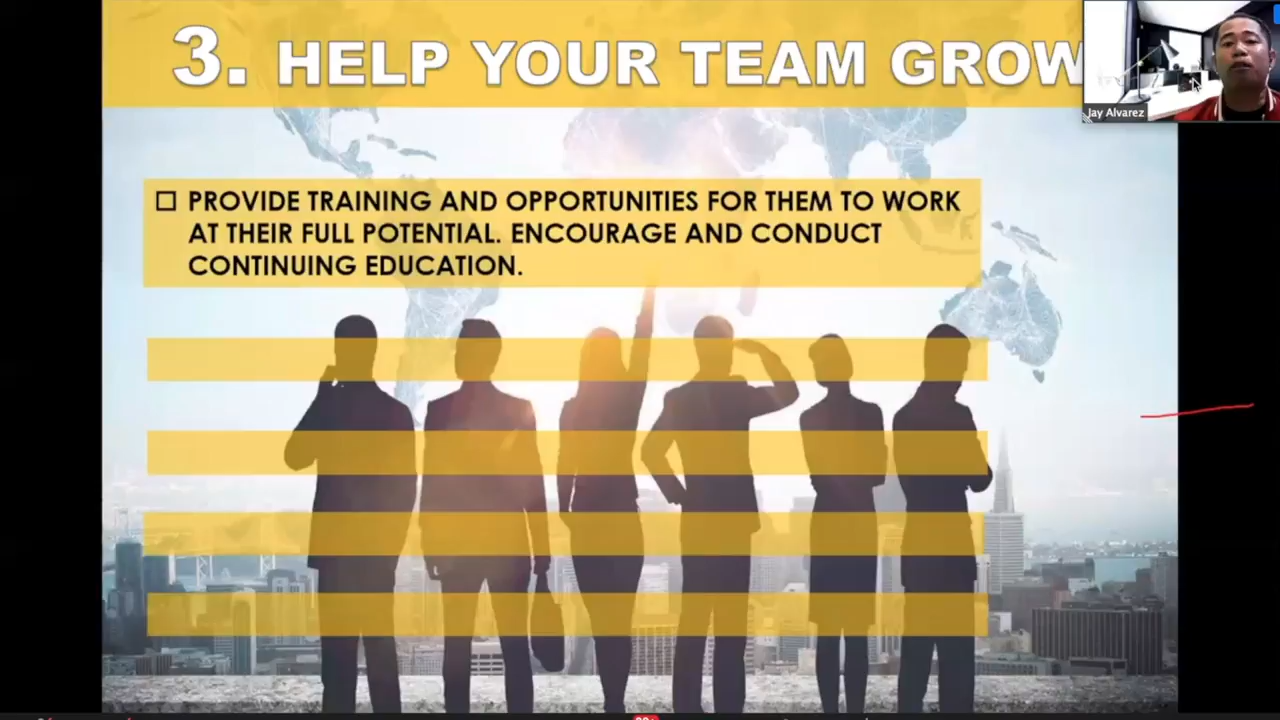 3. HELP YOUR TEAM GROW
Jay Alvarez
☐ PROVIDE TRAINING AND OPPORTUNITIES FOR THEM TO WORK
AT THEIR FULL POTENTIAL. ENCOURAGE AND CONDUCT
CONTINUING EDUCATION.